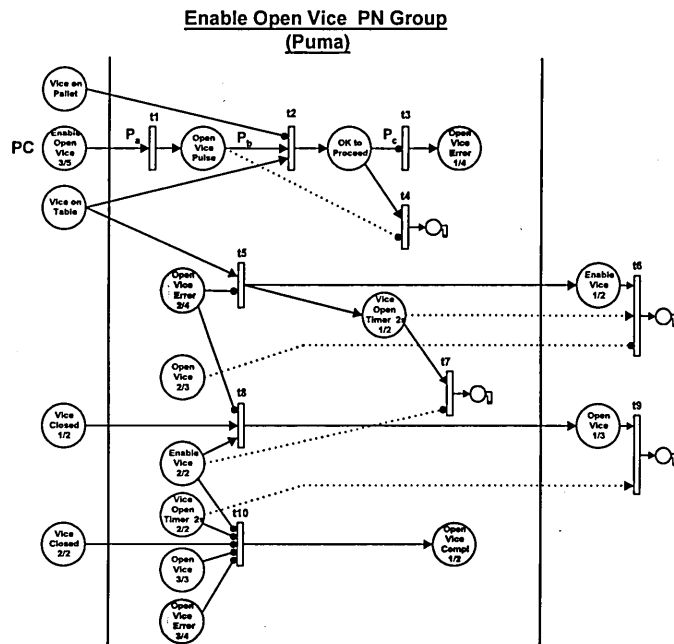 Enable Open Vice PN Group
(Puma)
Vice on
Pallet
PC
Enable
Open
Vice
3/5
Pa
t1
Open
Vice
Pulse
Pb
t2
OK to
Proceed
Pc
t3
Open
Vice
Error
1/4
Vice on
Table
t4
t5
Open
Vice
Error
2/4
Enable
Vice
1/2
t6
Vice
Open
Timer 2s
1/2
Open
Vice
2/3
t7
t8
t9
Vice
Closed
1/2
Open
Vice
1/3
Enable
Vice
2/2
Vice
Open
Timer 2s
2/2
t10
Vice
Closed
2/2
Open
Vice
3/3
Open
Vice
Compl
1/2
Open
Vice
Error
3/4